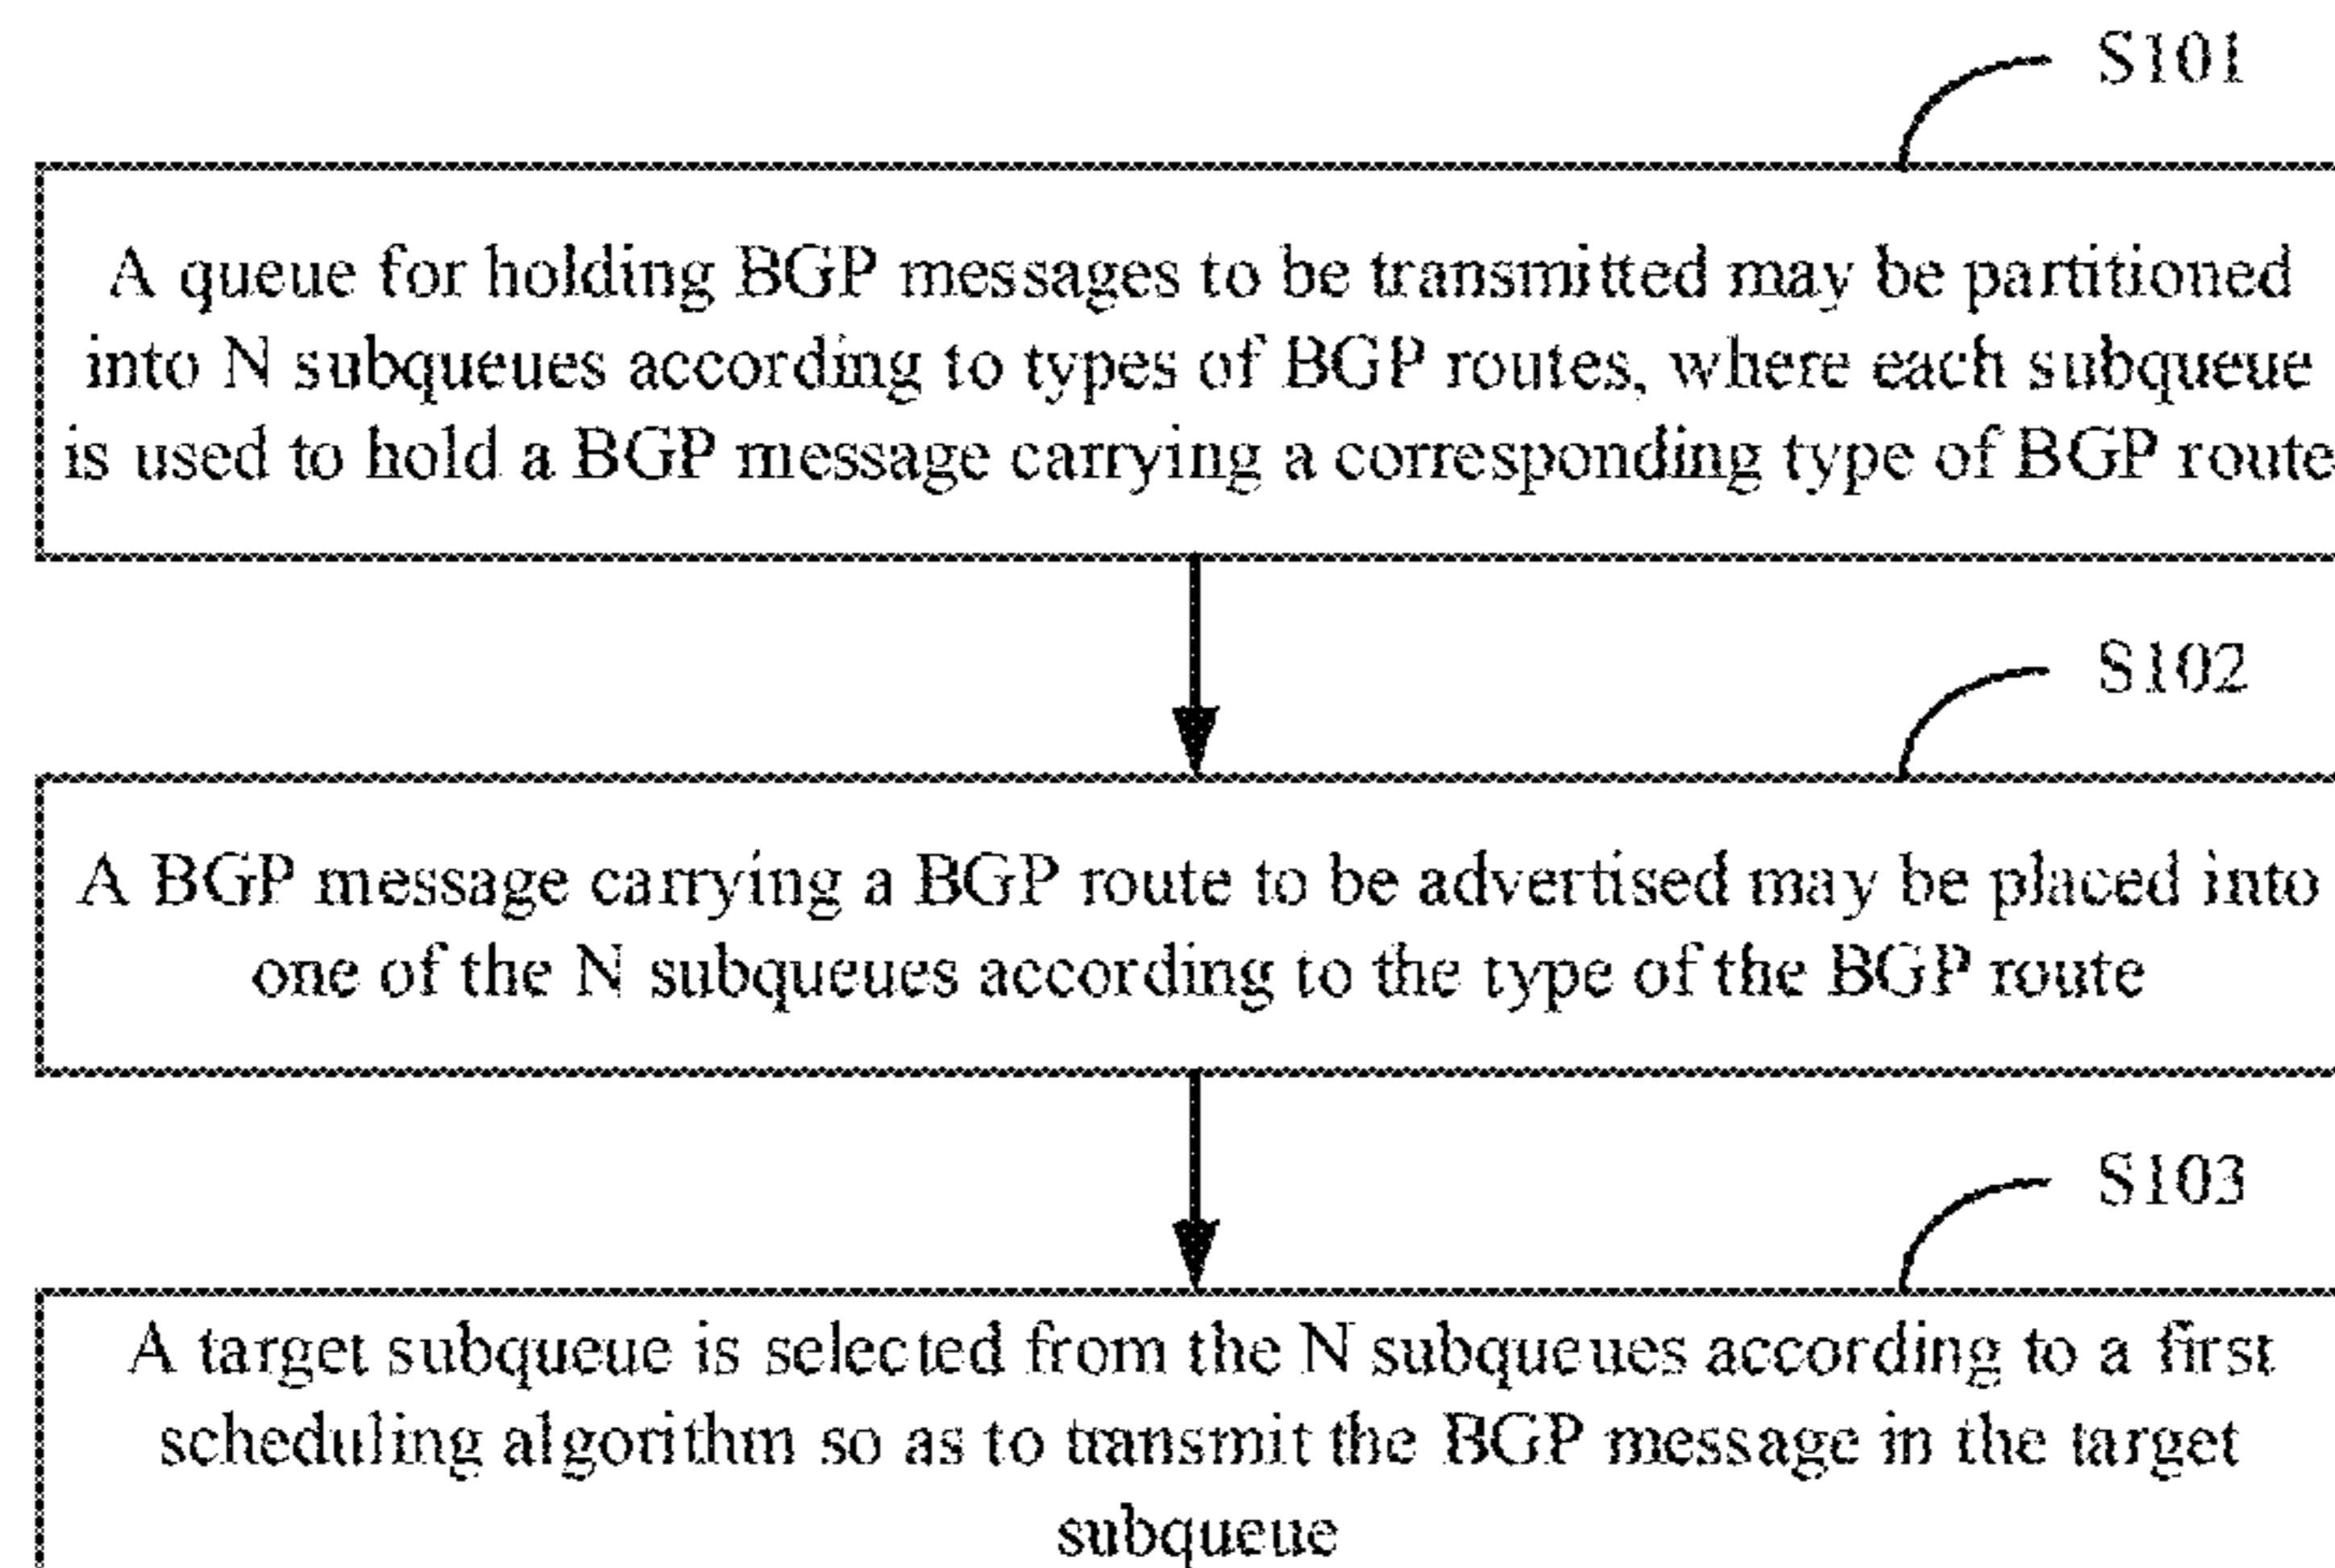 S101
A queue for holding BGP messages to be transmitted may be partitioned
into N subqueues according to types of BGP routes, where each subqueue
is used to hold a BGP message carrying a corresponding type of BGP route
S102
A BGP message carrying a BGP route to be advertised may be placed into
one of the N subqueues according to the type of the BGP route
S103
A target subqueue is selected from the N subqueues according to a first
scheduling algorithm so as to transmit the BGP message in the target
subqueue